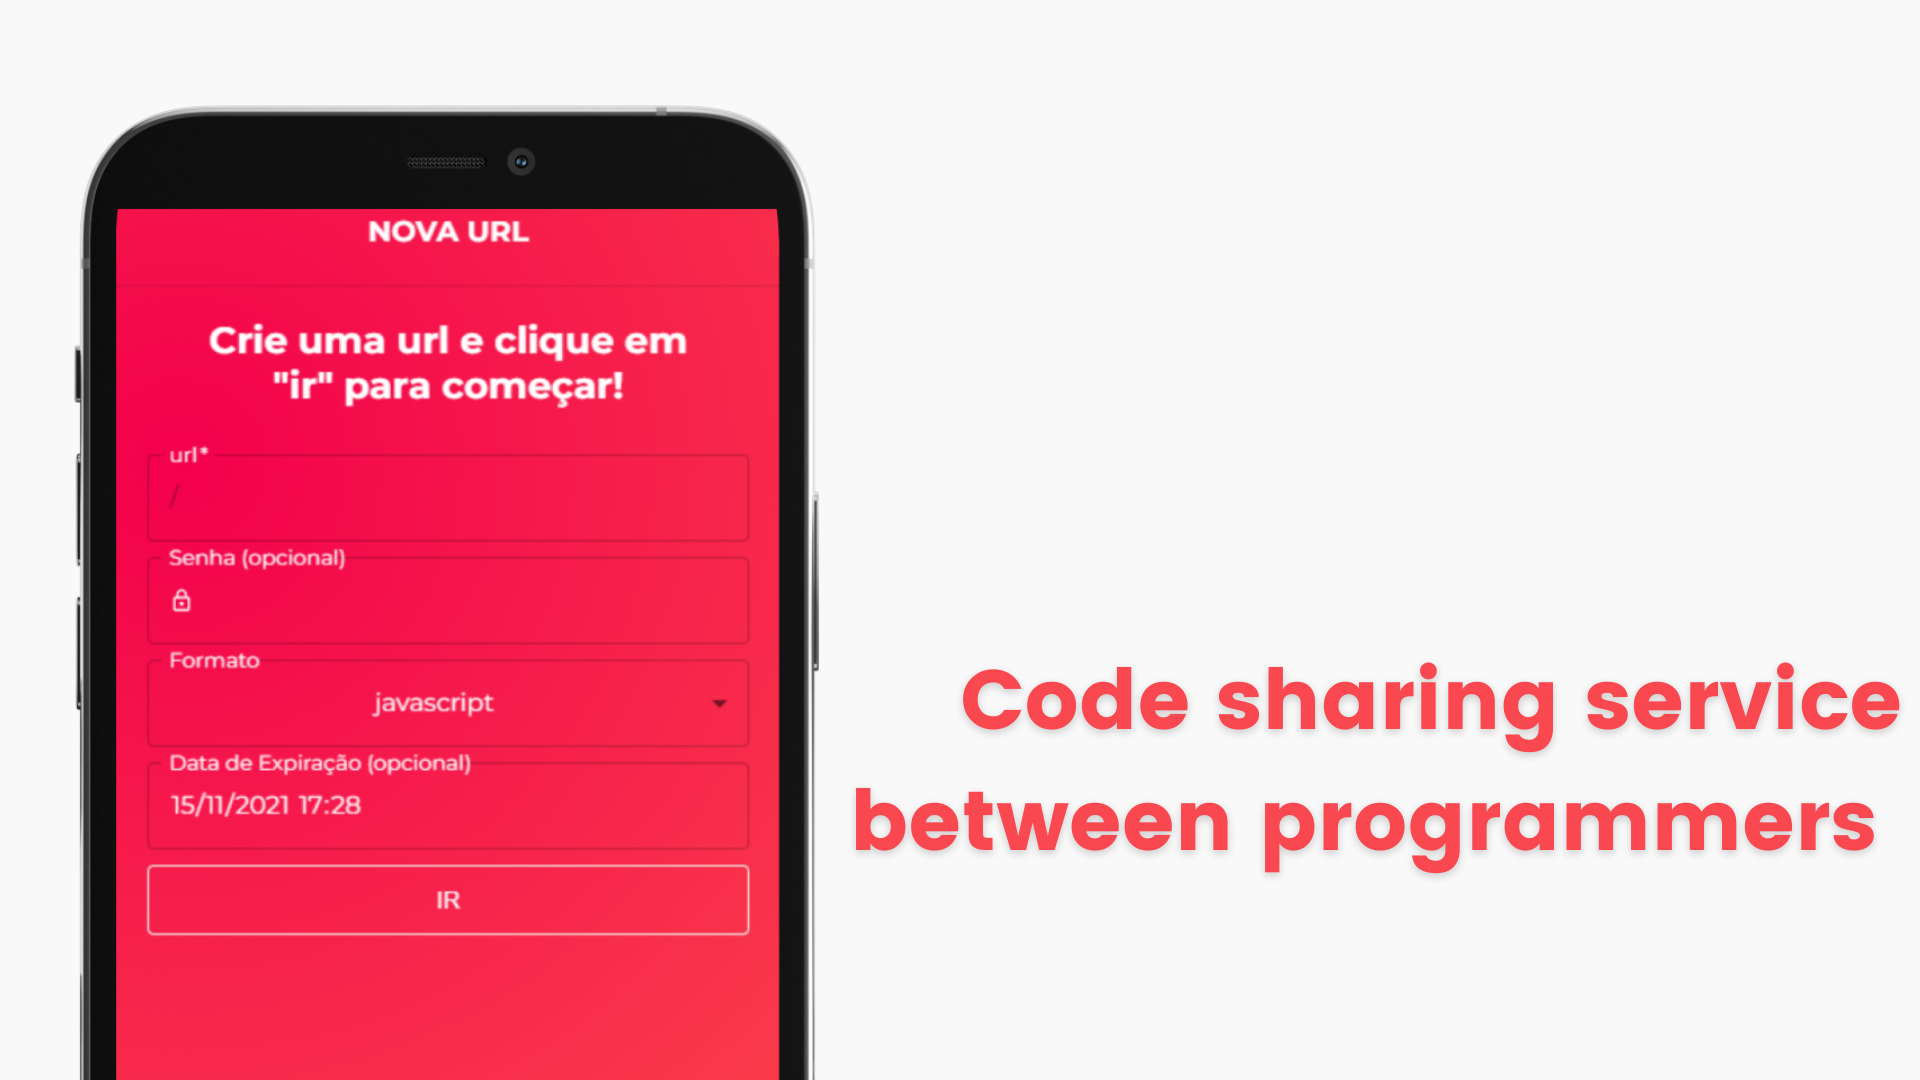 NOVA URL
Crie uma url e clique em
"ir" para começar!
url*
/
Senha (opcional)
Formato
javascript
Data de Expiração (opcional)
15/11/2021 17:28
IR
Code sharing service
between programmers